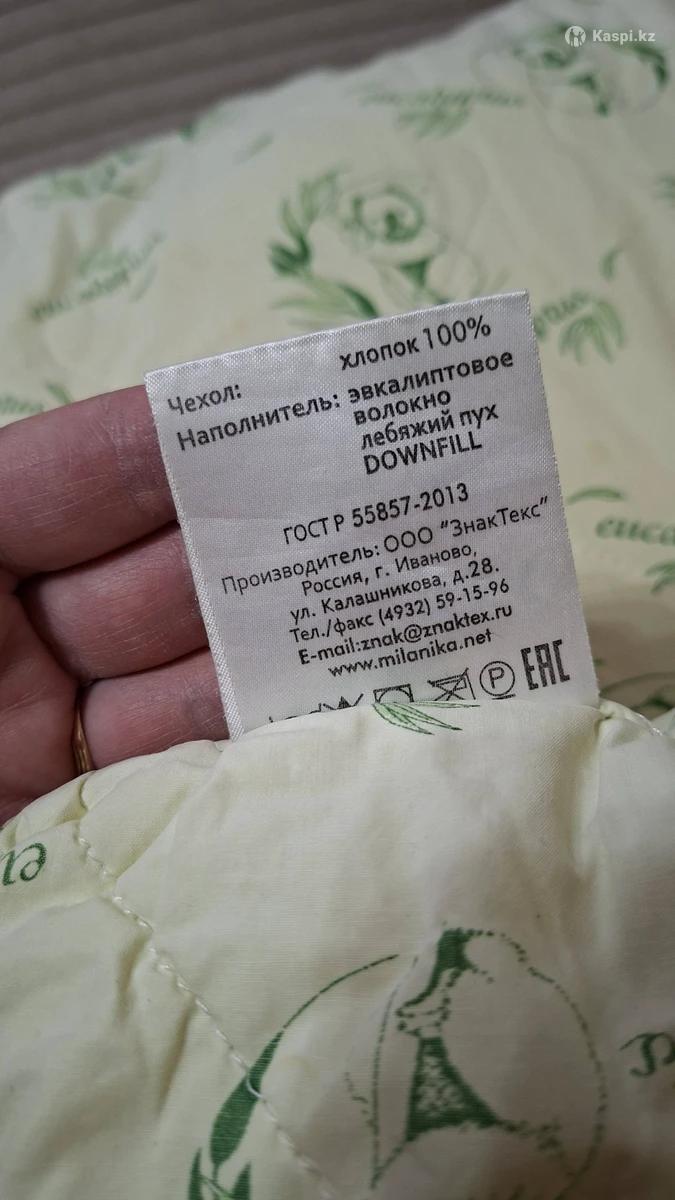 Kaspi.kz
Чехол: хлопок 100%
Наполнитель: эвкалиптовое
волокно
лебяжий пух
DOWNFILL
ГОСТ Р 55857-2013
Производитель: ООО "ЗнакТекс"
Россия, г. Иваново,
ул. Калашникова, д.28.
Тел./факс (4932) 59-15-96
E-mail:znak@znaktex.ru
www.milanika.net
P EAC